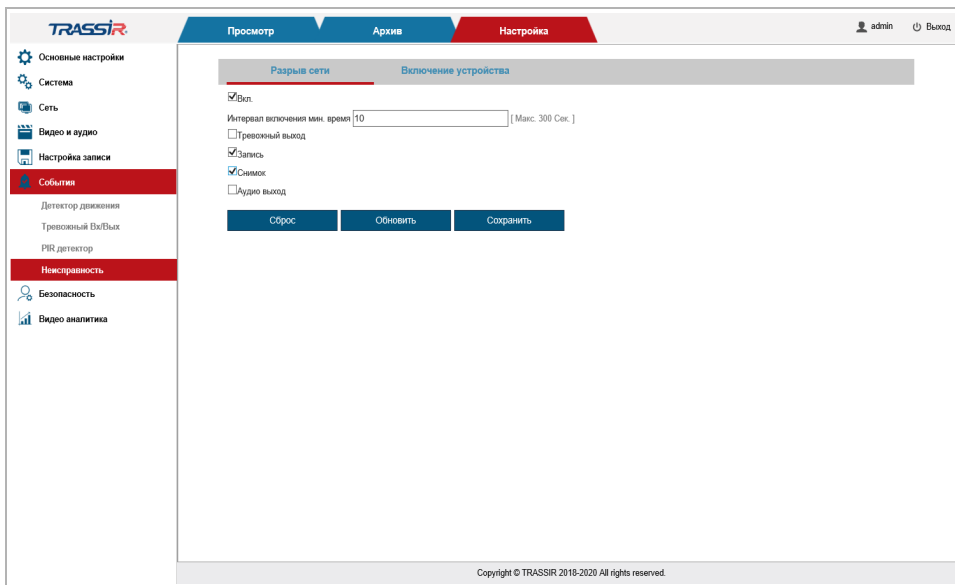 TRASSIR
Просмотр
Архив
Настройка
admin
Выход
Основные настройки
Система
Сеть
Видео и аудио
Настройка записи
События
Детектор движения
Тревожный Вх/Вых
PIR детектор
Неисправность
Безопасность
Видео аналитика
Разрыв сети
Включение устройства
Вкл.
Интервал включения мин. время 10 [ Макс. 300 Сек. ]
Тревожный выход
Запись
Снимок
Аудио выход
Сброс
Обновить
Сохранить
Copyright © TRASSIR 2018-2020 All rights reserved.